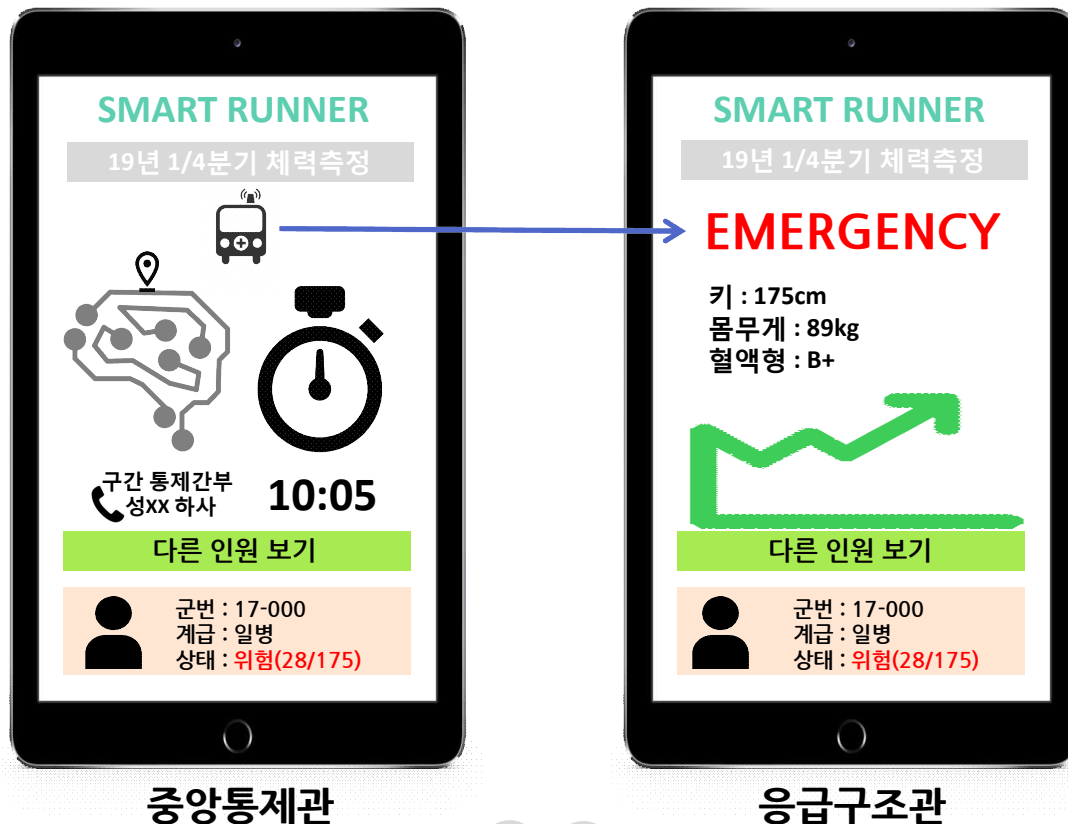 SMART RUNNER
19년 1/4분기 체력측정
구간 통제간부
성XX 하사
10:05
다른 인원 보기
군번 : 17-000
계급 : 일병
상태 : 위험(28/175)
중앙통제관
SMART RUNNER
19년 1/4분기 체력측정
EMERGENCY
키 : 175cm
몸무게 : 89kg
혈액형 : B+
다른 인원 보기
군번 : 17-000
계급 : 일병
상태 : 위험(28/175)
응급구조관